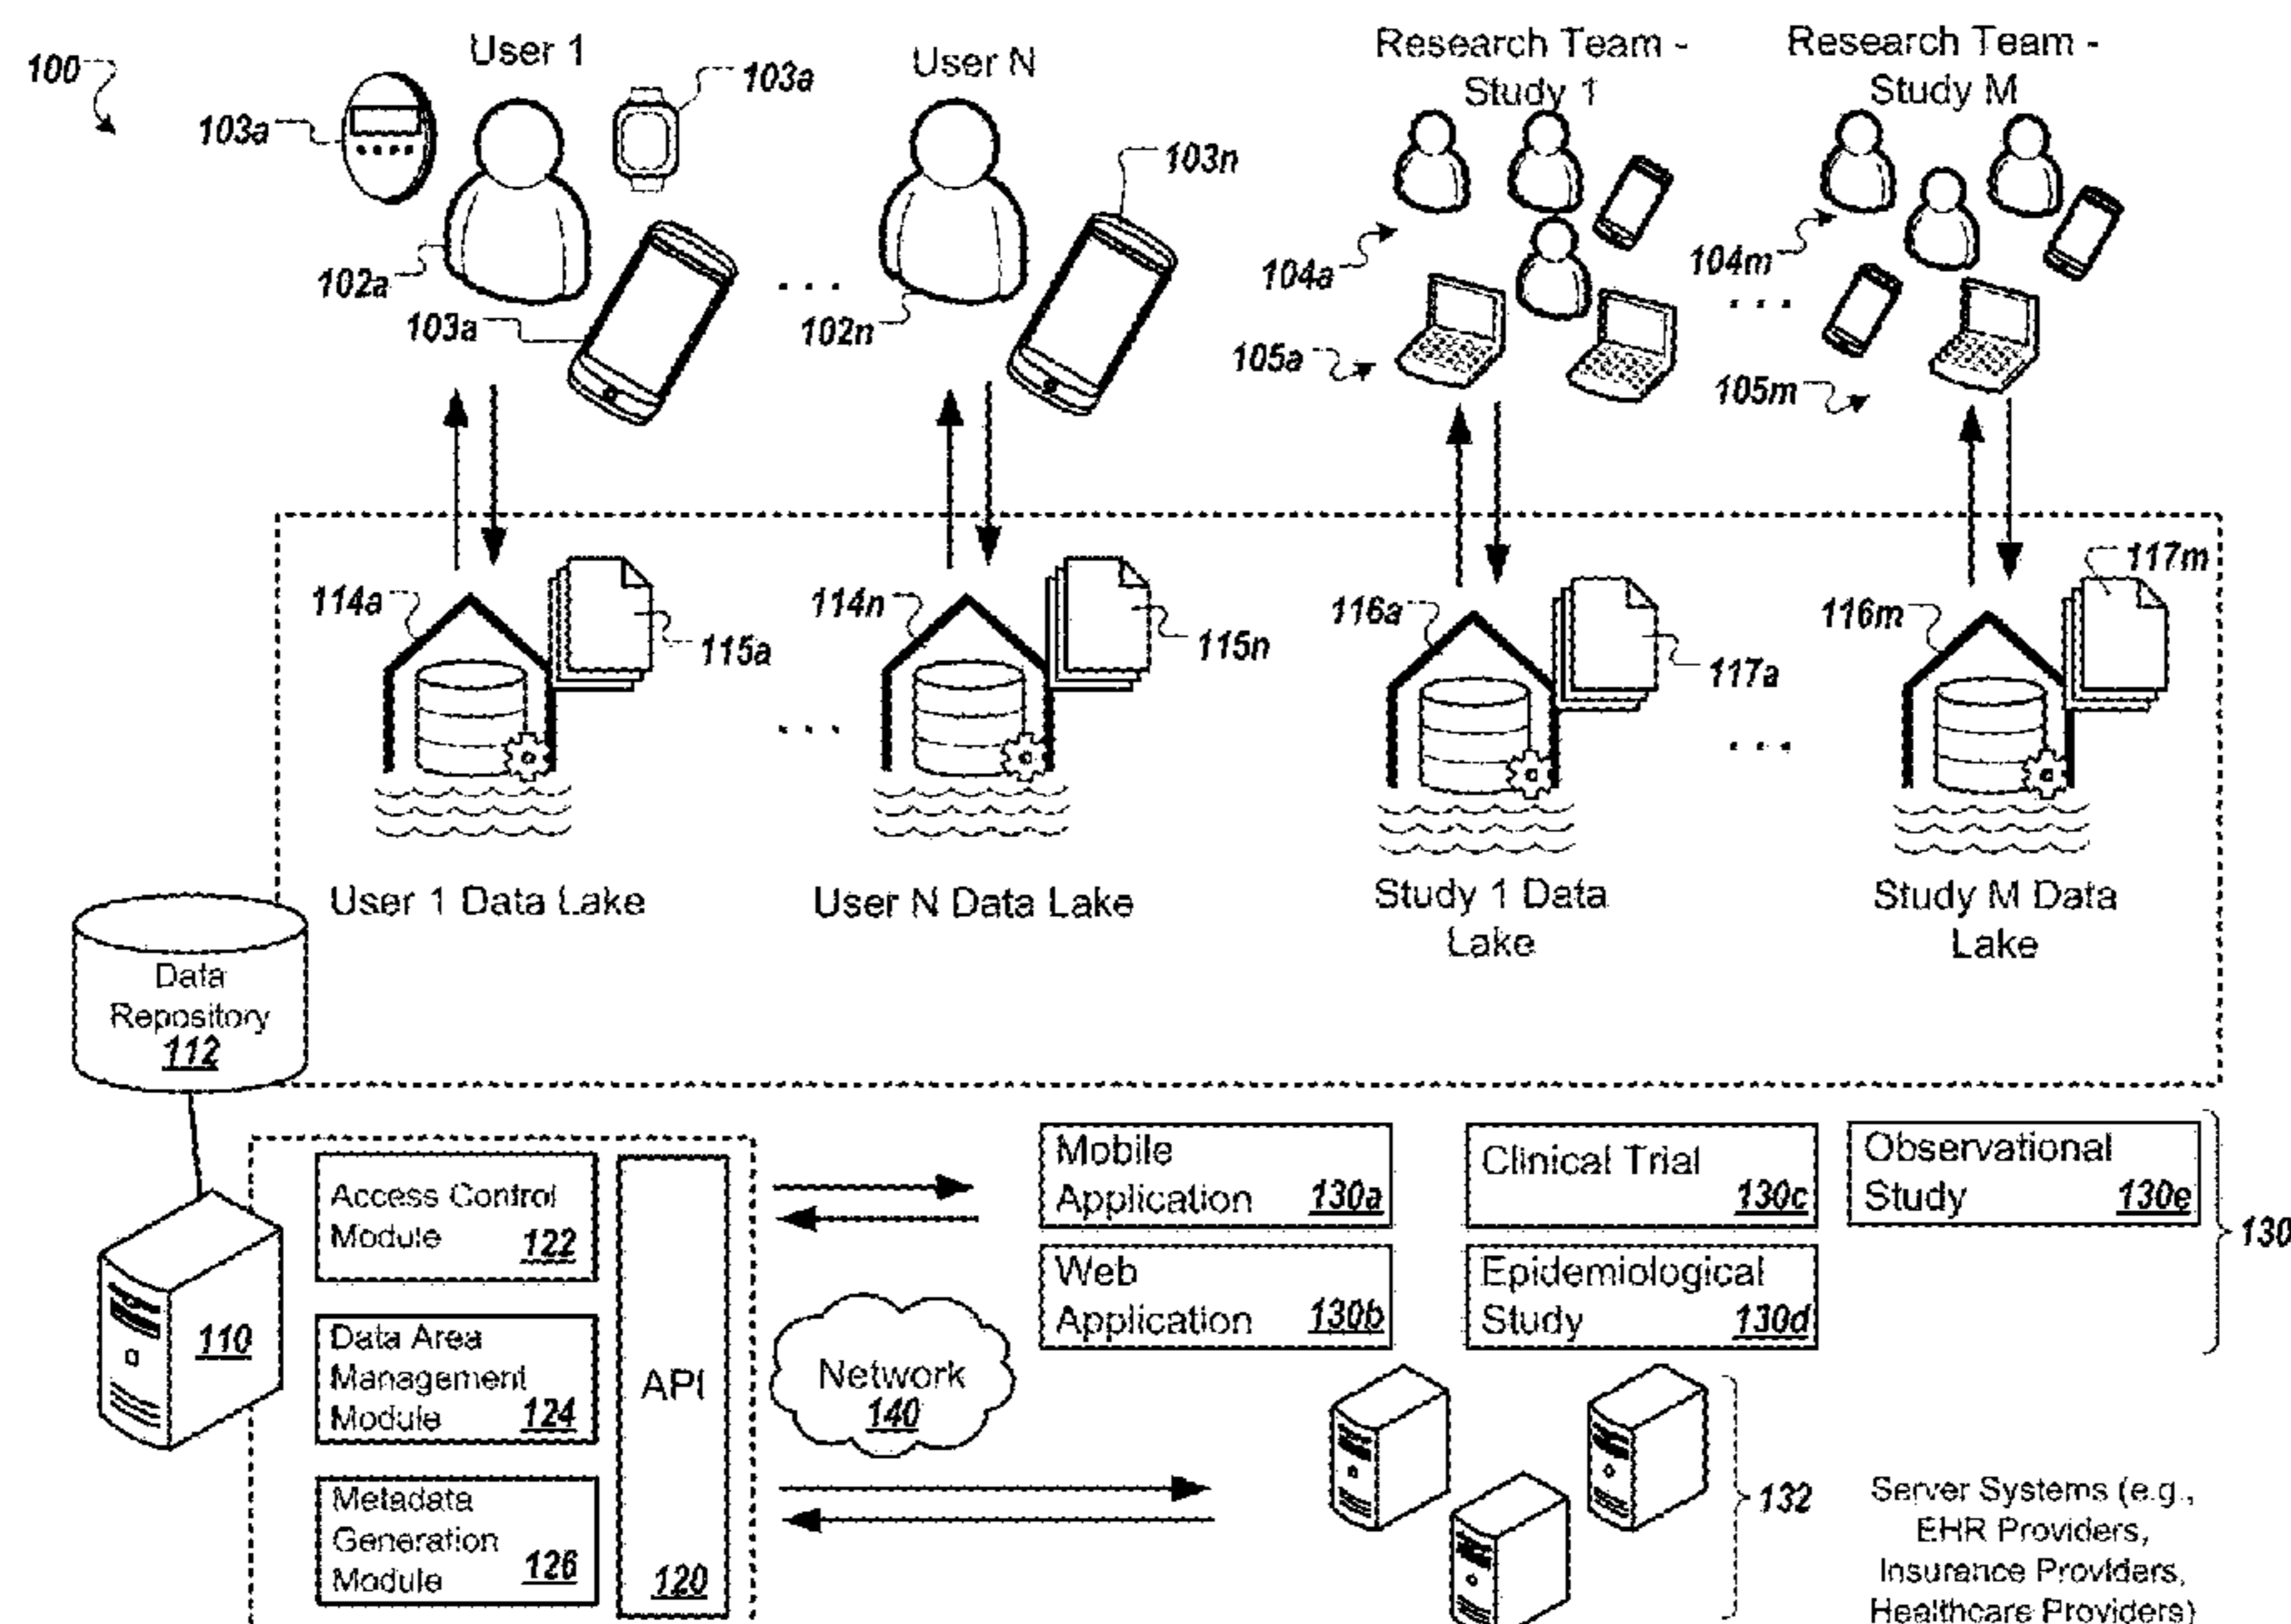 100
User 1
103a
103a
102a
103a
. . .
User N
103n
102n
Research Team -
Study 1
104a
105a
. . .
Research Team -
Study M
104m
105m
114a
115a
. . .
114n
115n
116a
117a
. . .
116m
117m
User 1 Data Lake
User N Data Lake
Study 1 Data
Lake
Study M Data
Lake
Data
Repository
112
110
Access Control
Module 122
Data Area
Management
Module 124
Metadata
Generation
Module 126
API
120
Network
140
Mobile
Application 130a
Web
Application 130b
Clinical Trial
130c
Epidemiological
Study 130d
Observational
Study 130e
130
132
Server Systems (e.g.,
EHR Providers,
Insurance Providers,
Healthcare Providers)